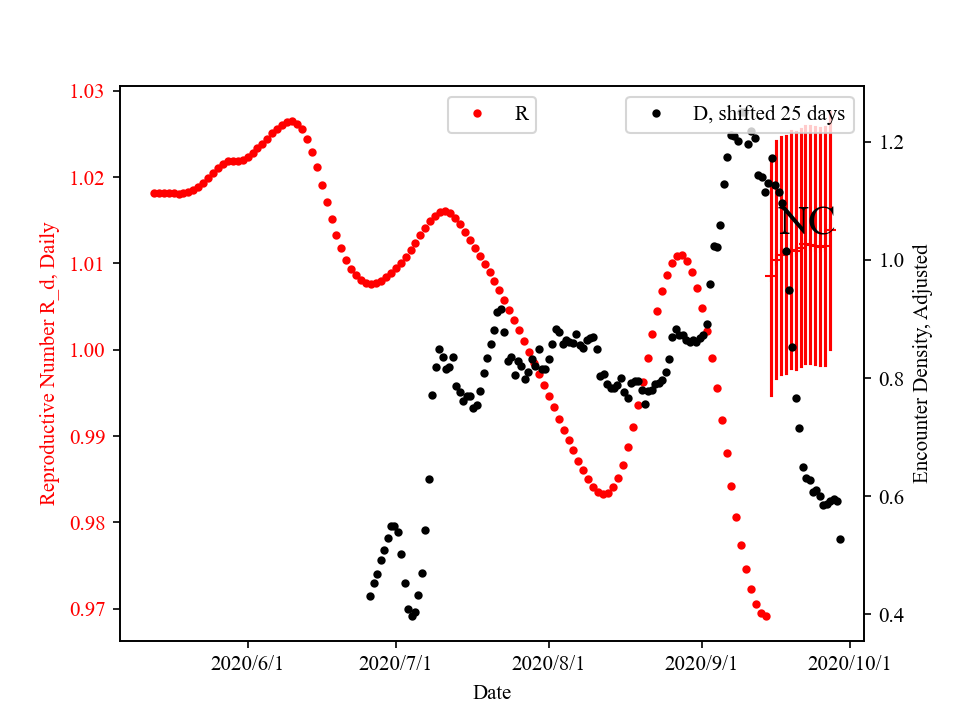 R
D, shifted 25 days
1.03
1.02
1.01
1.00
0.99
0.98
0.97
Reproductive Number R_d, Daily
NC
1.2
1.0
0.8
0.6
0.4
Encounter Density, Adjusted
2020/6/1
2020/7/1
2020/8/1
2020/9/1
2020/10/1
Date